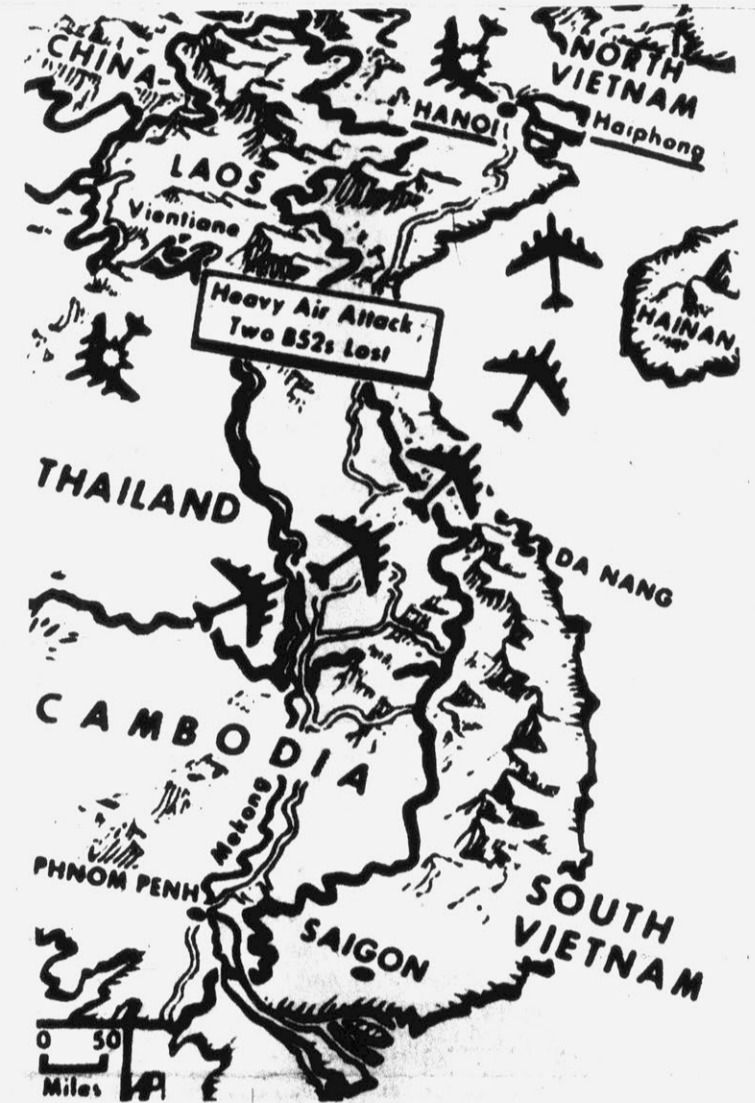 CHINA
NORTH
VIETNAM
HANOI
Haiphong
LAOS
Vientiane
Heavy Air Attack
Two B52s Lost
HAINAN
THAILAND
DA NANG
CAMBODIA
Mekong
PHNOM PENH
SOUTH
VIETNAM
SAIGON
0 50
Miles